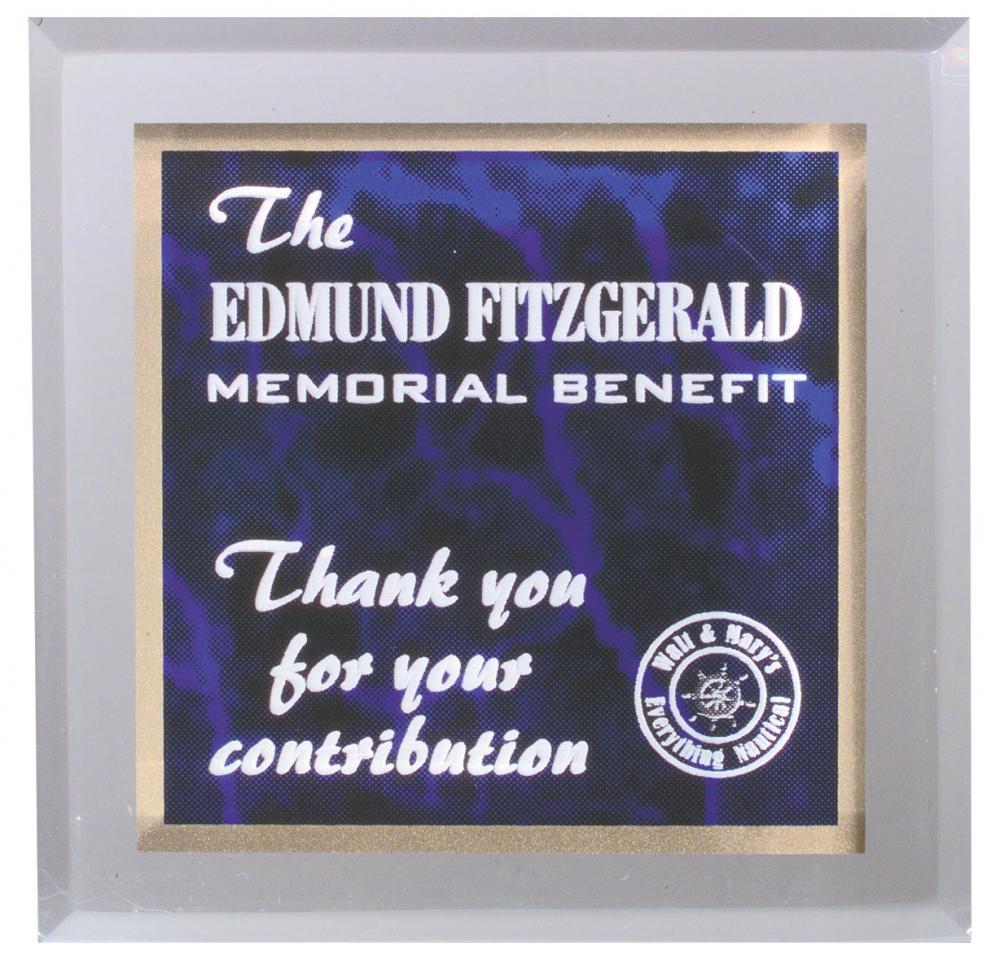 The
EDMUND FITZGERALD
MEMORIAL BENEFIT
Thank you
for your
contribution
Walt & Mary's
Everything Nautical